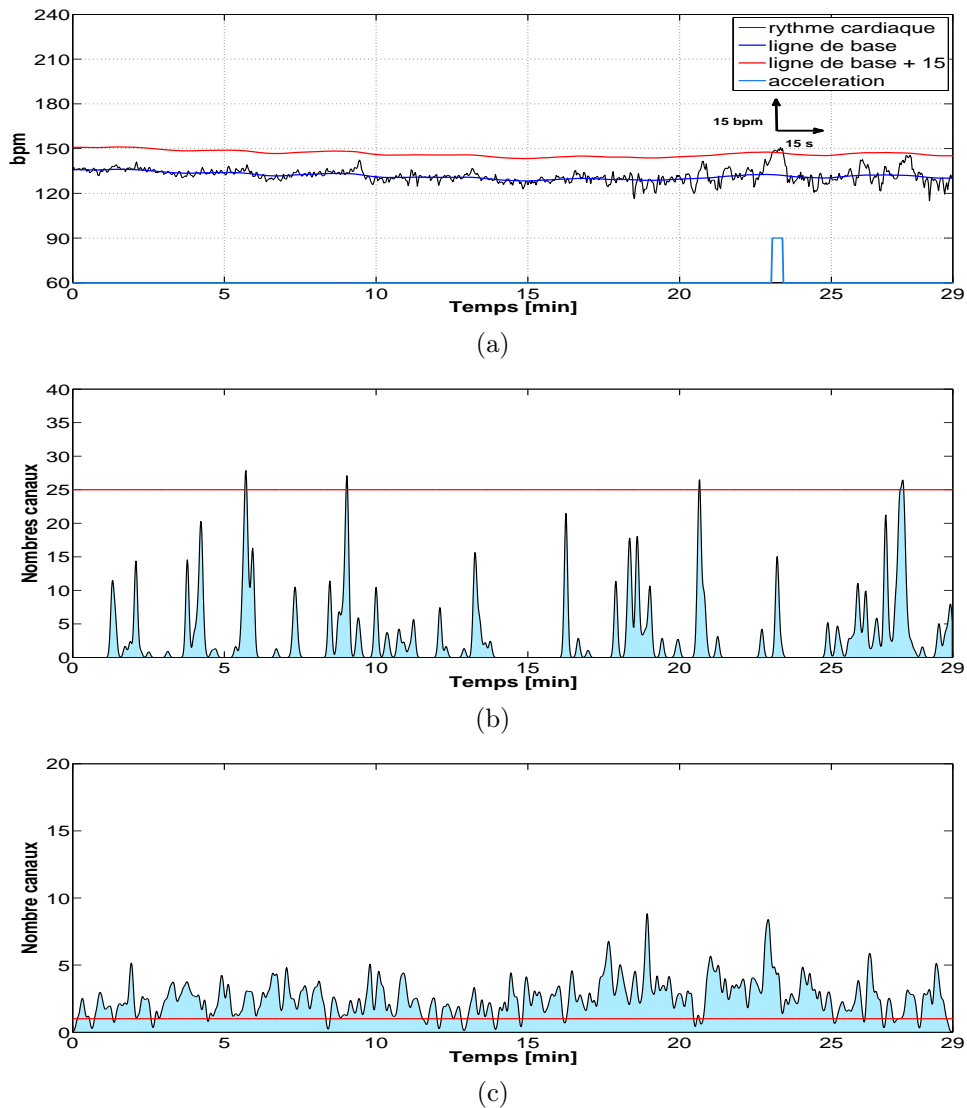 240
210
180
150
120
90
60
bpm
rythme cardiaque
ligne de base
ligne de base + 15
acceleration
15 bpm
15 s
0 5 10 15 20 25 29
Temps [min]
(a)
40
35
30
25
20
15
10
5
0
Nombres canaux
0 5 10 15 20 25 29
Temps [min]
(b)
20
15
10
5
0
Nombre canaux
0 5 10 15 20 25 29
Temps [min]
(c)